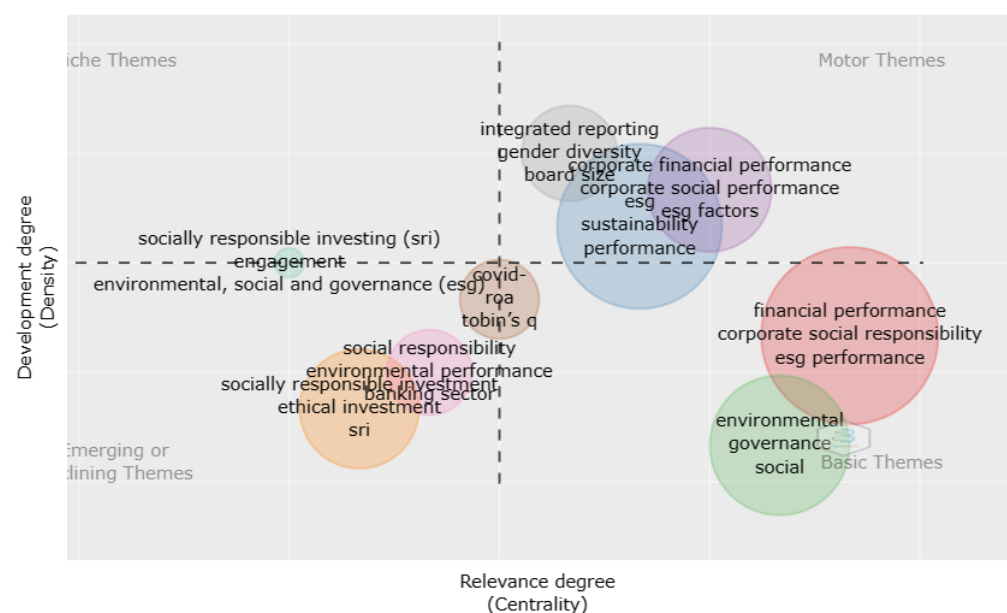 iche Themes
Motor Themes
integrated reporting
gender diversity
board size
corporate financial performance
corporate social performance
esg factors
esg
sustainability
performance
socially responsible investing (sri)
engagement
environmental, social and governance (esg)
covid-
roa
tobin's q
financial performance
corporate social responsibility
esg performance
social responsibility
environmental performance
banking sector
socially responsible investment
ethical investment
sri
environmental
governance
social
Emerging or
clining Themes
Basic Themes
Development degree
(Density)
Relevance degree
(Centrality)